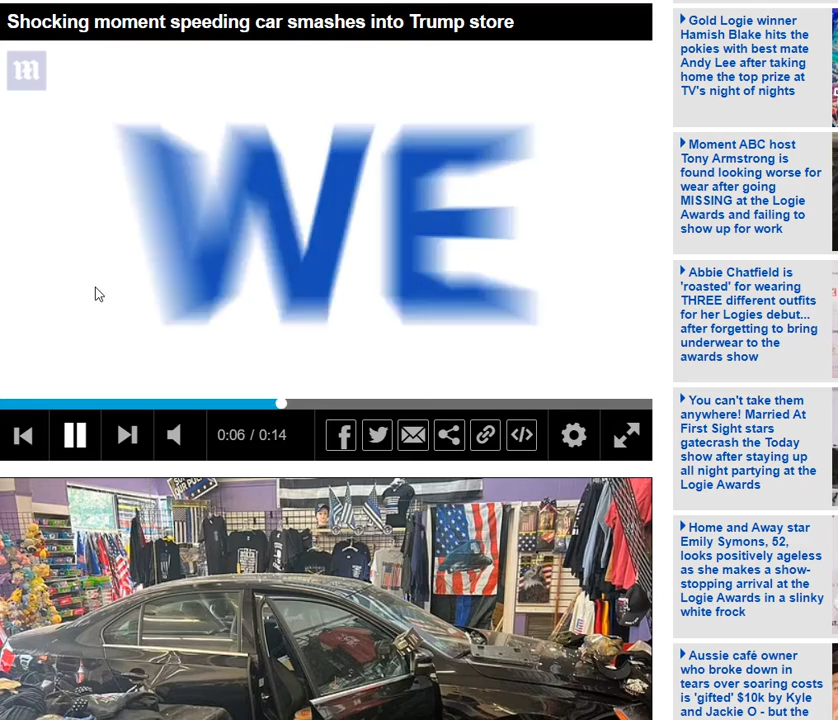 Shocking moment speeding car smashes into Trump store
WE
0:06 / 0:14
Gold Logie winner
Hamish Blake hits the
pokies with best mate
Andy Lee after taking
home the top prize at
TV's night of nights
Moment ABC host
Tony Armstrong is
found looking worse for
wear after going
MISSING at the Logie
Awards and failing to
show up for work
Abbie Chatfield is
'roasted' for wearing
THREE different outfits
for her Logies debut...
after forgetting to bring
underwear to the
awards show
You can't take them
anywhere! Married At
First Sight stars
gatecrash the Today
show after staying up
all night partying at the
Logie Awards
Home and Away star
Emily Symons, 52,
looks positively ageless
as she makes a show-
stopping arrival at the
Logie Awards in a slinky
white frock
Aussie café owner
who broke down in
tears over soaring costs
is 'gifted' $10k by Kyle
and Jackie O - but the